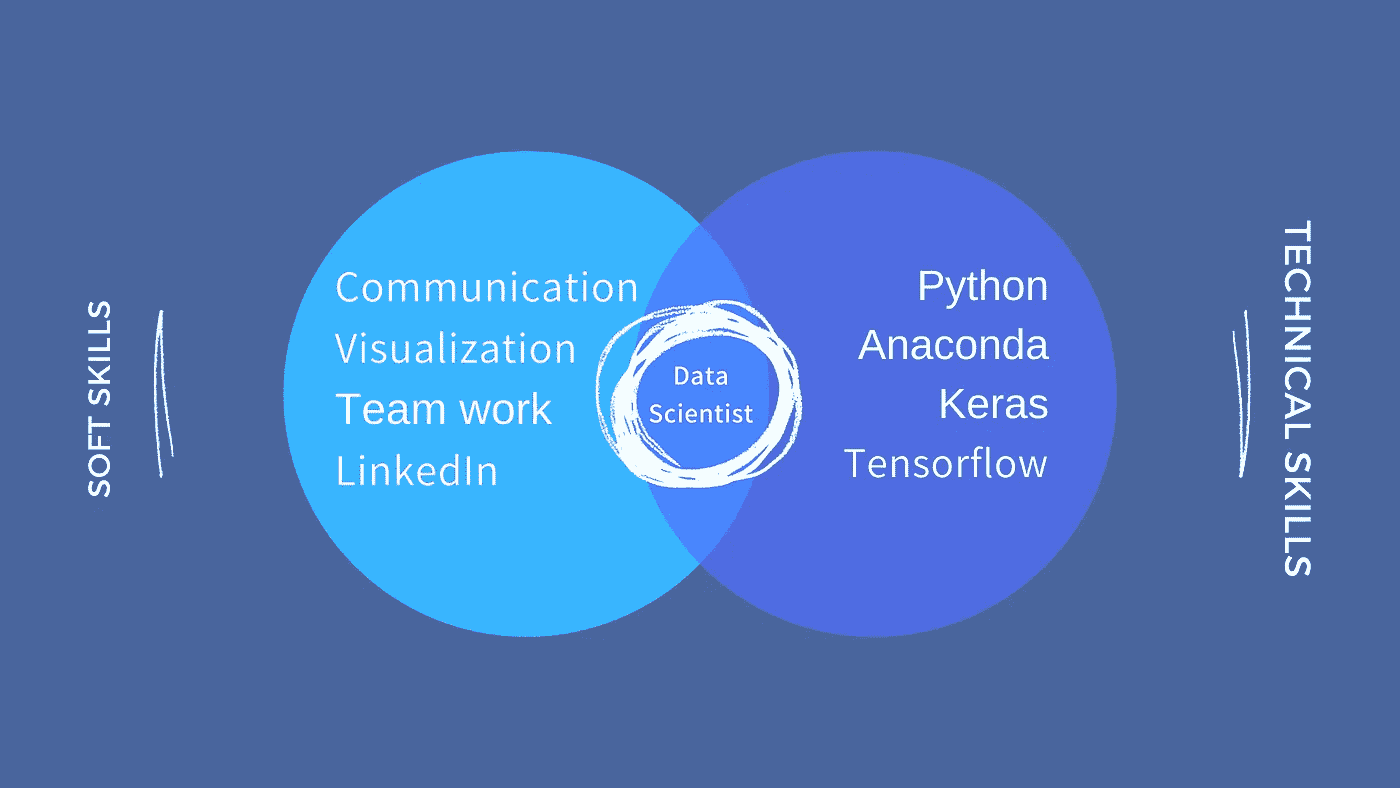 SOFT SKILLS
Communication
Visualization
Team work
LinkedIn
Data
Scientist
Python
Anaconda
Keras
Tensorflow
TECHNICAL SKILLS